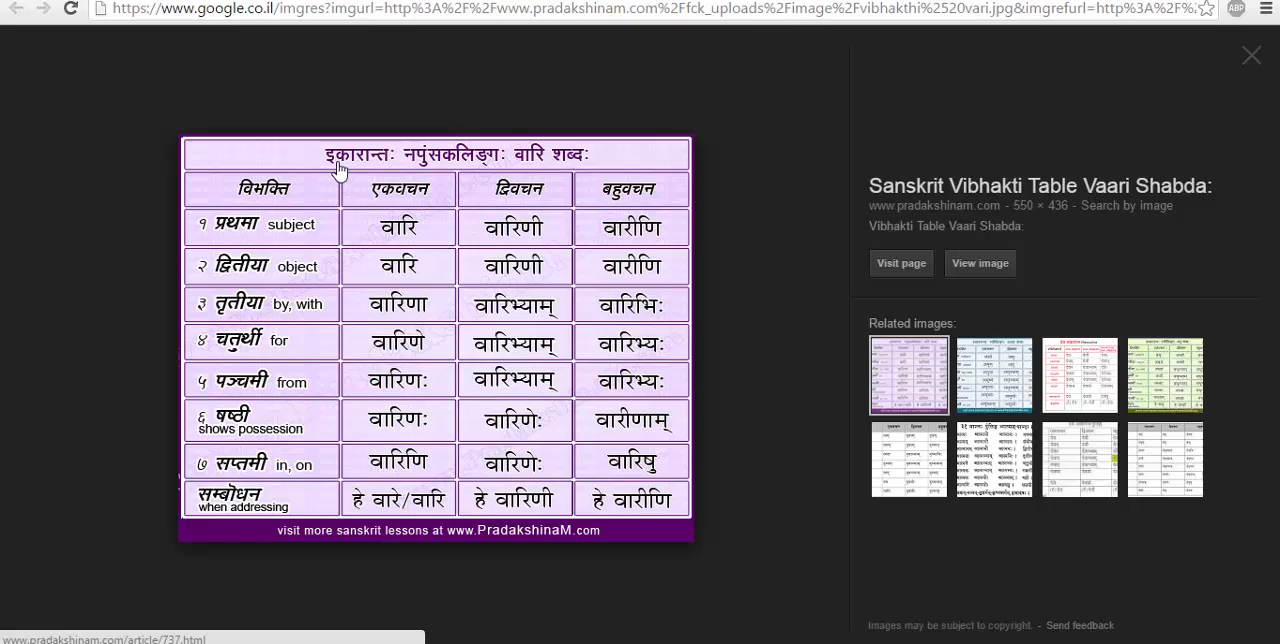 https://www.google.co.il/imgres?imgurl=http%3A%2F%2Fwww.pradakshinam.com%2Ffck_uploads%2Fimage%2Fvibhakthi%2520vari.jpg&imgrefurl=http%3A%2F%
ABP
इकारान्तः नपुंसकलिङ्गः वारि शब्दः
विभक्ति एकवचन द्विवचन बहुवचन
१ प्रथमा subject वारि वारिणी वारीणि
२ द्वितीया object वारि वारिणी वारीणि
३ तृतीया by, with वारिणा वारिभ्याम् वारिभिः
४ चतुर्थी for वारिणे वारिभ्याम् वारिभ्यः
५ पञ्चमी from वारिणः वारिभ्याम् वारिभ्यः
६ षष्ठी shows possession वारिणः वारिणेः वारीणाम्
७ सप्तमी in, on वारिणि वारिणेः वारिषु
सम्बोधन when addressing हे वारे/वारि हे वारिणी हे वारीणि
visit more sanskrit lessons at www.PradakshinaM.com
Sanskrit Vibhakti Table Vaari Shabda:
www.pradakshinam.com - 550 × 436 - Search by image
Vibhakti Table Vaari Shabda:
Visit page View image
Related images:
Images may be subject to copyright. - Send feedback
www.pradakshinam.com/article/737.html